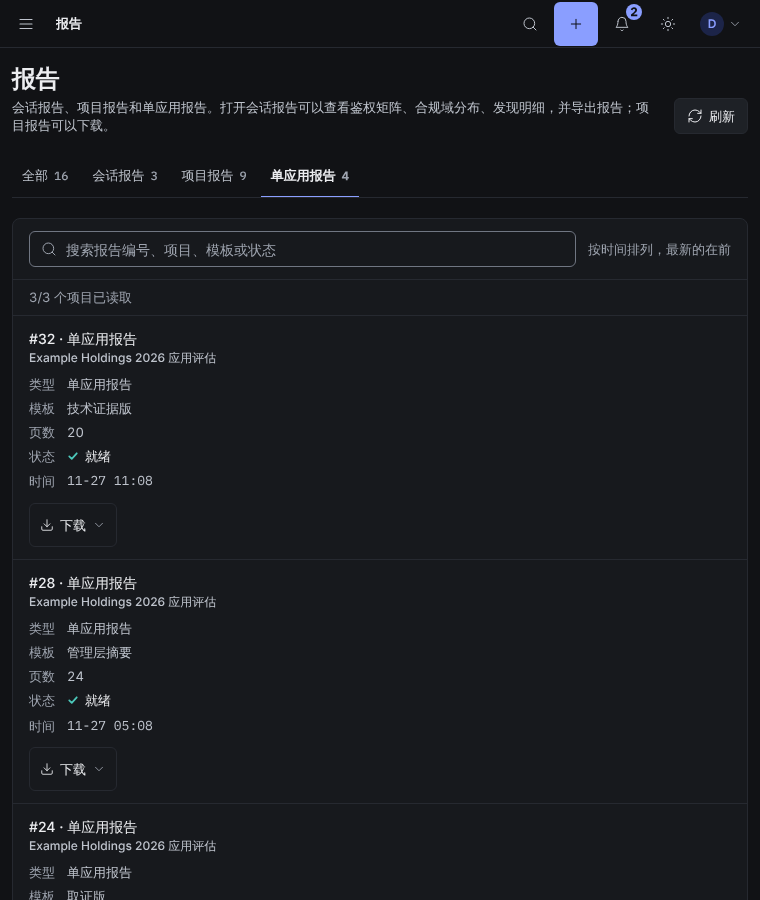 报告
2
D
报告
会话报告、项目报告和单应用报告。打开会话报告可以查看鉴权矩阵、合规域分布、发现明细，并导出报告；项
目报告可以下载。
刷新
全部 16
会话报告 3
项目报告 9
单应用报告 4
搜索报告编号、项目、模板或状态
按时间排列，最新的在前
3/3 个项目已读取
#32 · 单应用报告
Example Holdings 2026 应用评估
类型 单应用报告
模板 技术证据版
页数 20
状态 就绪
时间 11-27 11:08
下载
#28 · 单应用报告
Example Holdings 2026 应用评估
类型 单应用报告
模板 管理层摘要
页数 24
状态 就绪
时间 11-27 05:08
下载
#24 · 单应用报告
Example Holdings 2026 应用评估
类型 单应用报告
模板 取证版